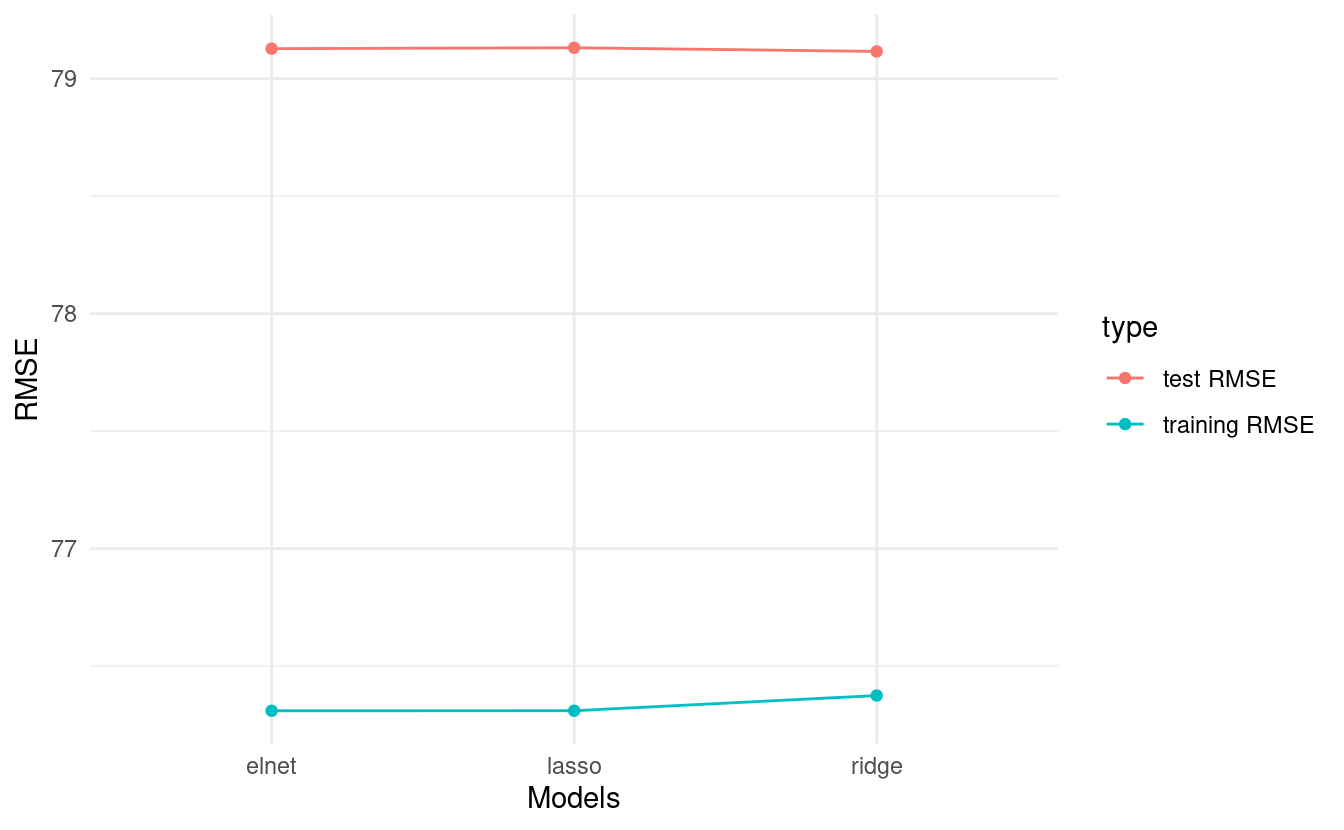 RMSE
79
78
77
elnet
lasso
ridge
Models
type
test RMSE
training RMSE